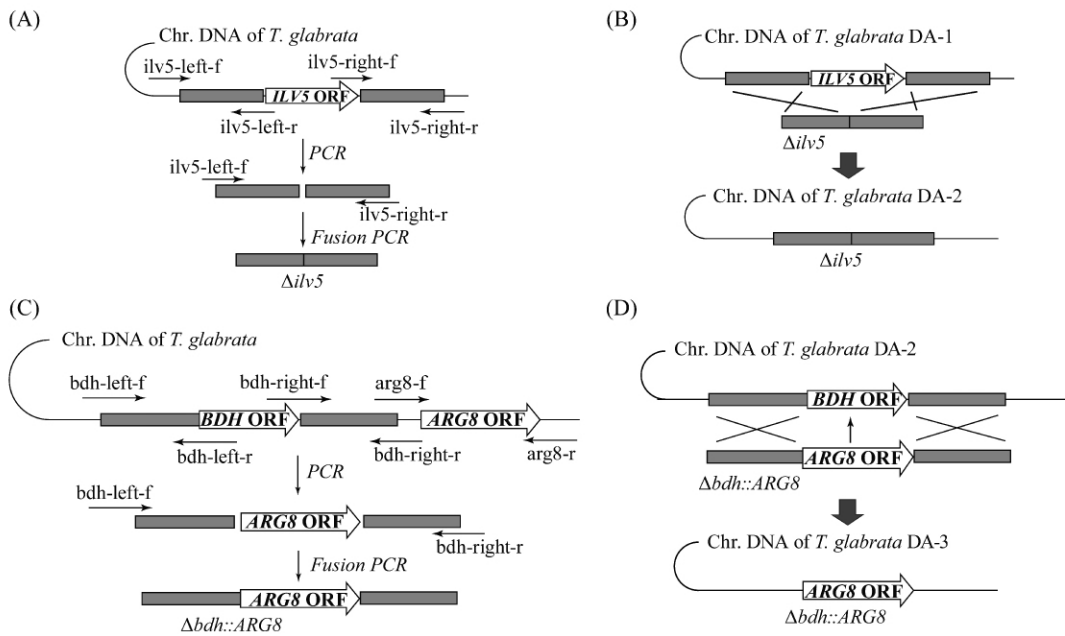 (A)
Chr. DNA of T. glabrata
ilv5-left-f
ilv5-right-f
ILV5 ORF
ilv5-left-r
ilv5-right-r
PCR
ilv5-left-f
ilv5-right-r
Fusion PCR
Δilv5
(B)
Chr. DNA of T. glabrata DA-1
ILV5 ORF
Δilv5
Chr. DNA of T. glabrata DA-2
Δilv5
(C)
Chr. DNA of T. glabrata
bdh-left-f
bdh-right-f
arg8-f
BDH ORF
ARG8 ORF
bdh-left-r
bdh-right-r
arg8-r
PCR
bdh-left-f
ARG8 ORF
bdh-right-r
Fusion PCR
ARG8 ORF
Δbdh::ARG8
(D)
Chr. DNA of T. glabrata DA-2
BDH ORF
ARG8 ORF
Δbdh::ARG8
Chr. DNA of T. glabrata DA-3
ARG8 ORF
Δbdh::ARG8